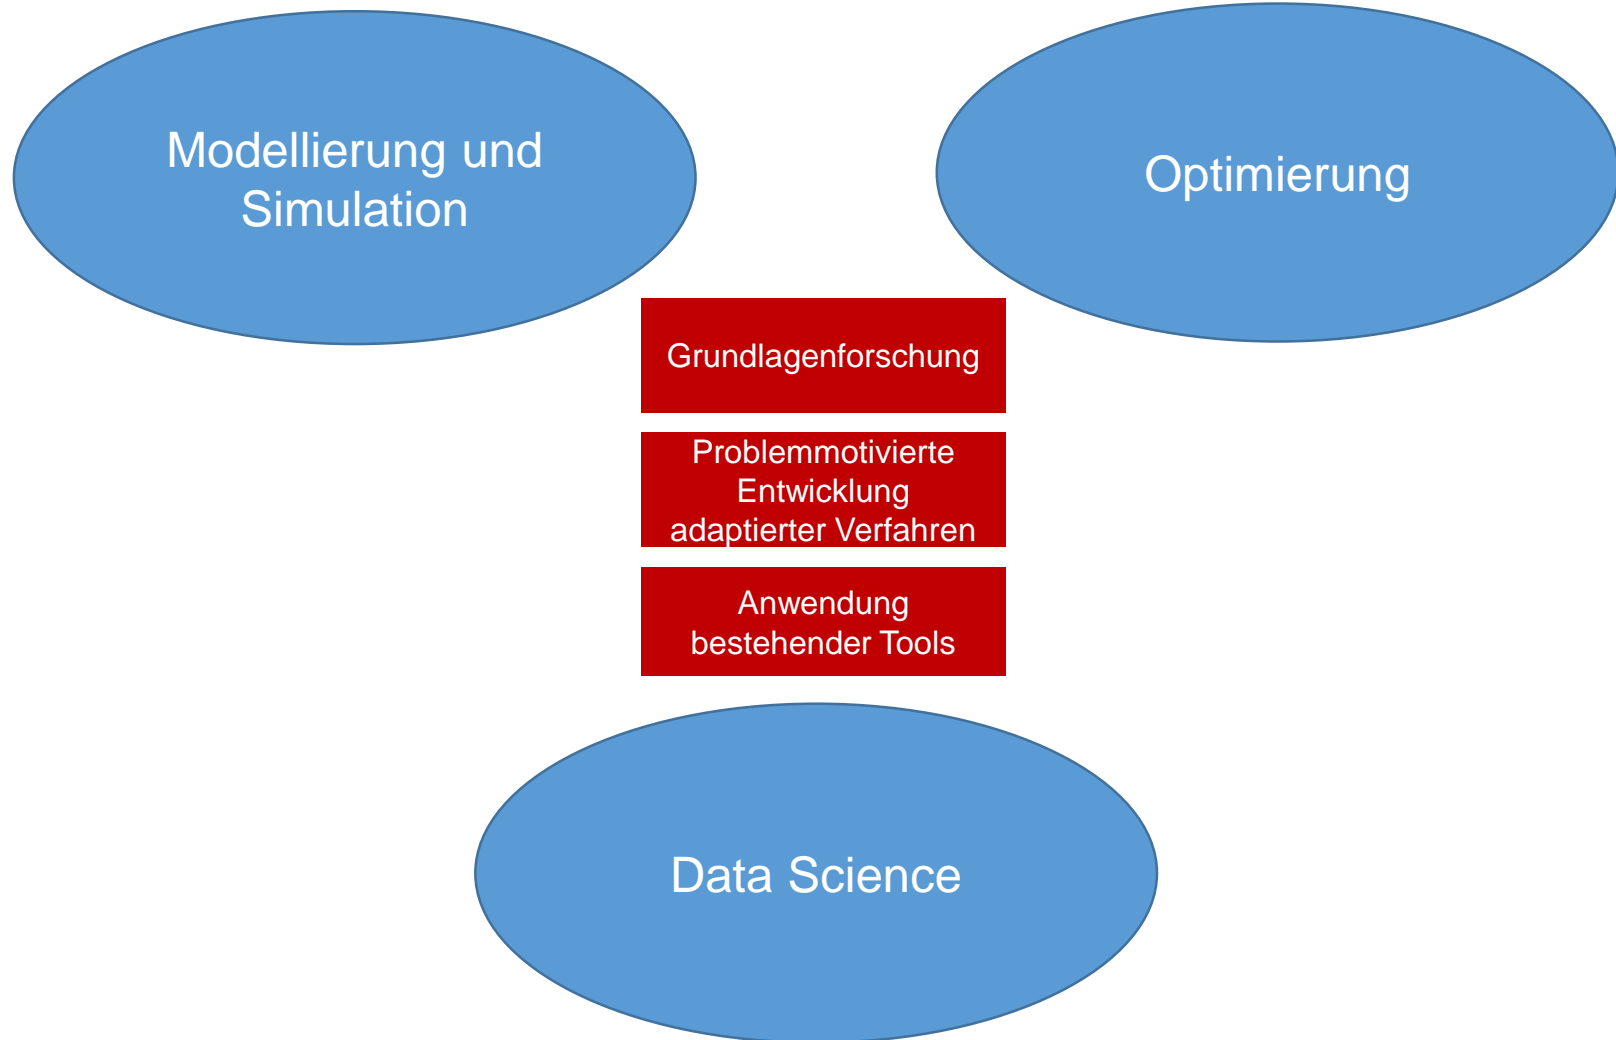 Modellierung und
Simulation
Optimierung
Grundlagenforschung
Problemmotivierte
Entwicklung
adaptierter Verfahren
Anwendung
bestehender Tools
Data Science